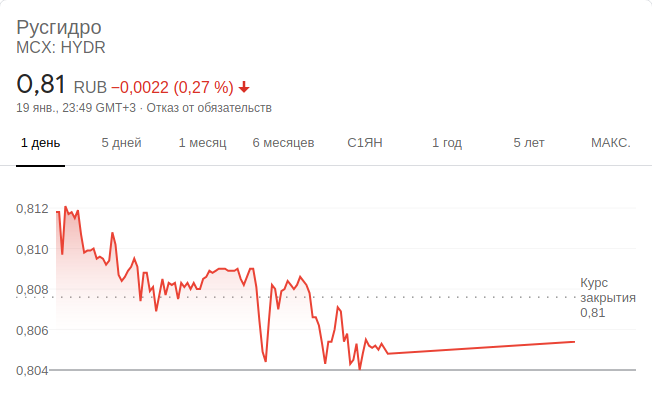 Русгидро
MCX: HYDR
0,81 RUB −0,0022 (0,27 %)
19 янв., 23:49 GMT+3 · Отказ от обязательств
1 день 5 дней 1 месяц 6 месяцев С1ЯН 1 год 5 лет МАКС.
0,812
0,810
0,808
0,806
0,804
Курс
закрытия
0,81